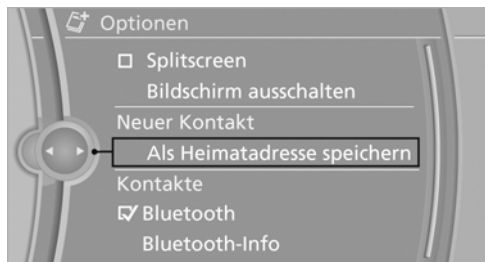 Optionen
Splitscreen
Bildschirm ausschalten
Neuer Kontakt
Als Heimatadresse speichern
Kontakte
Bluetooth
Bluetooth-Info